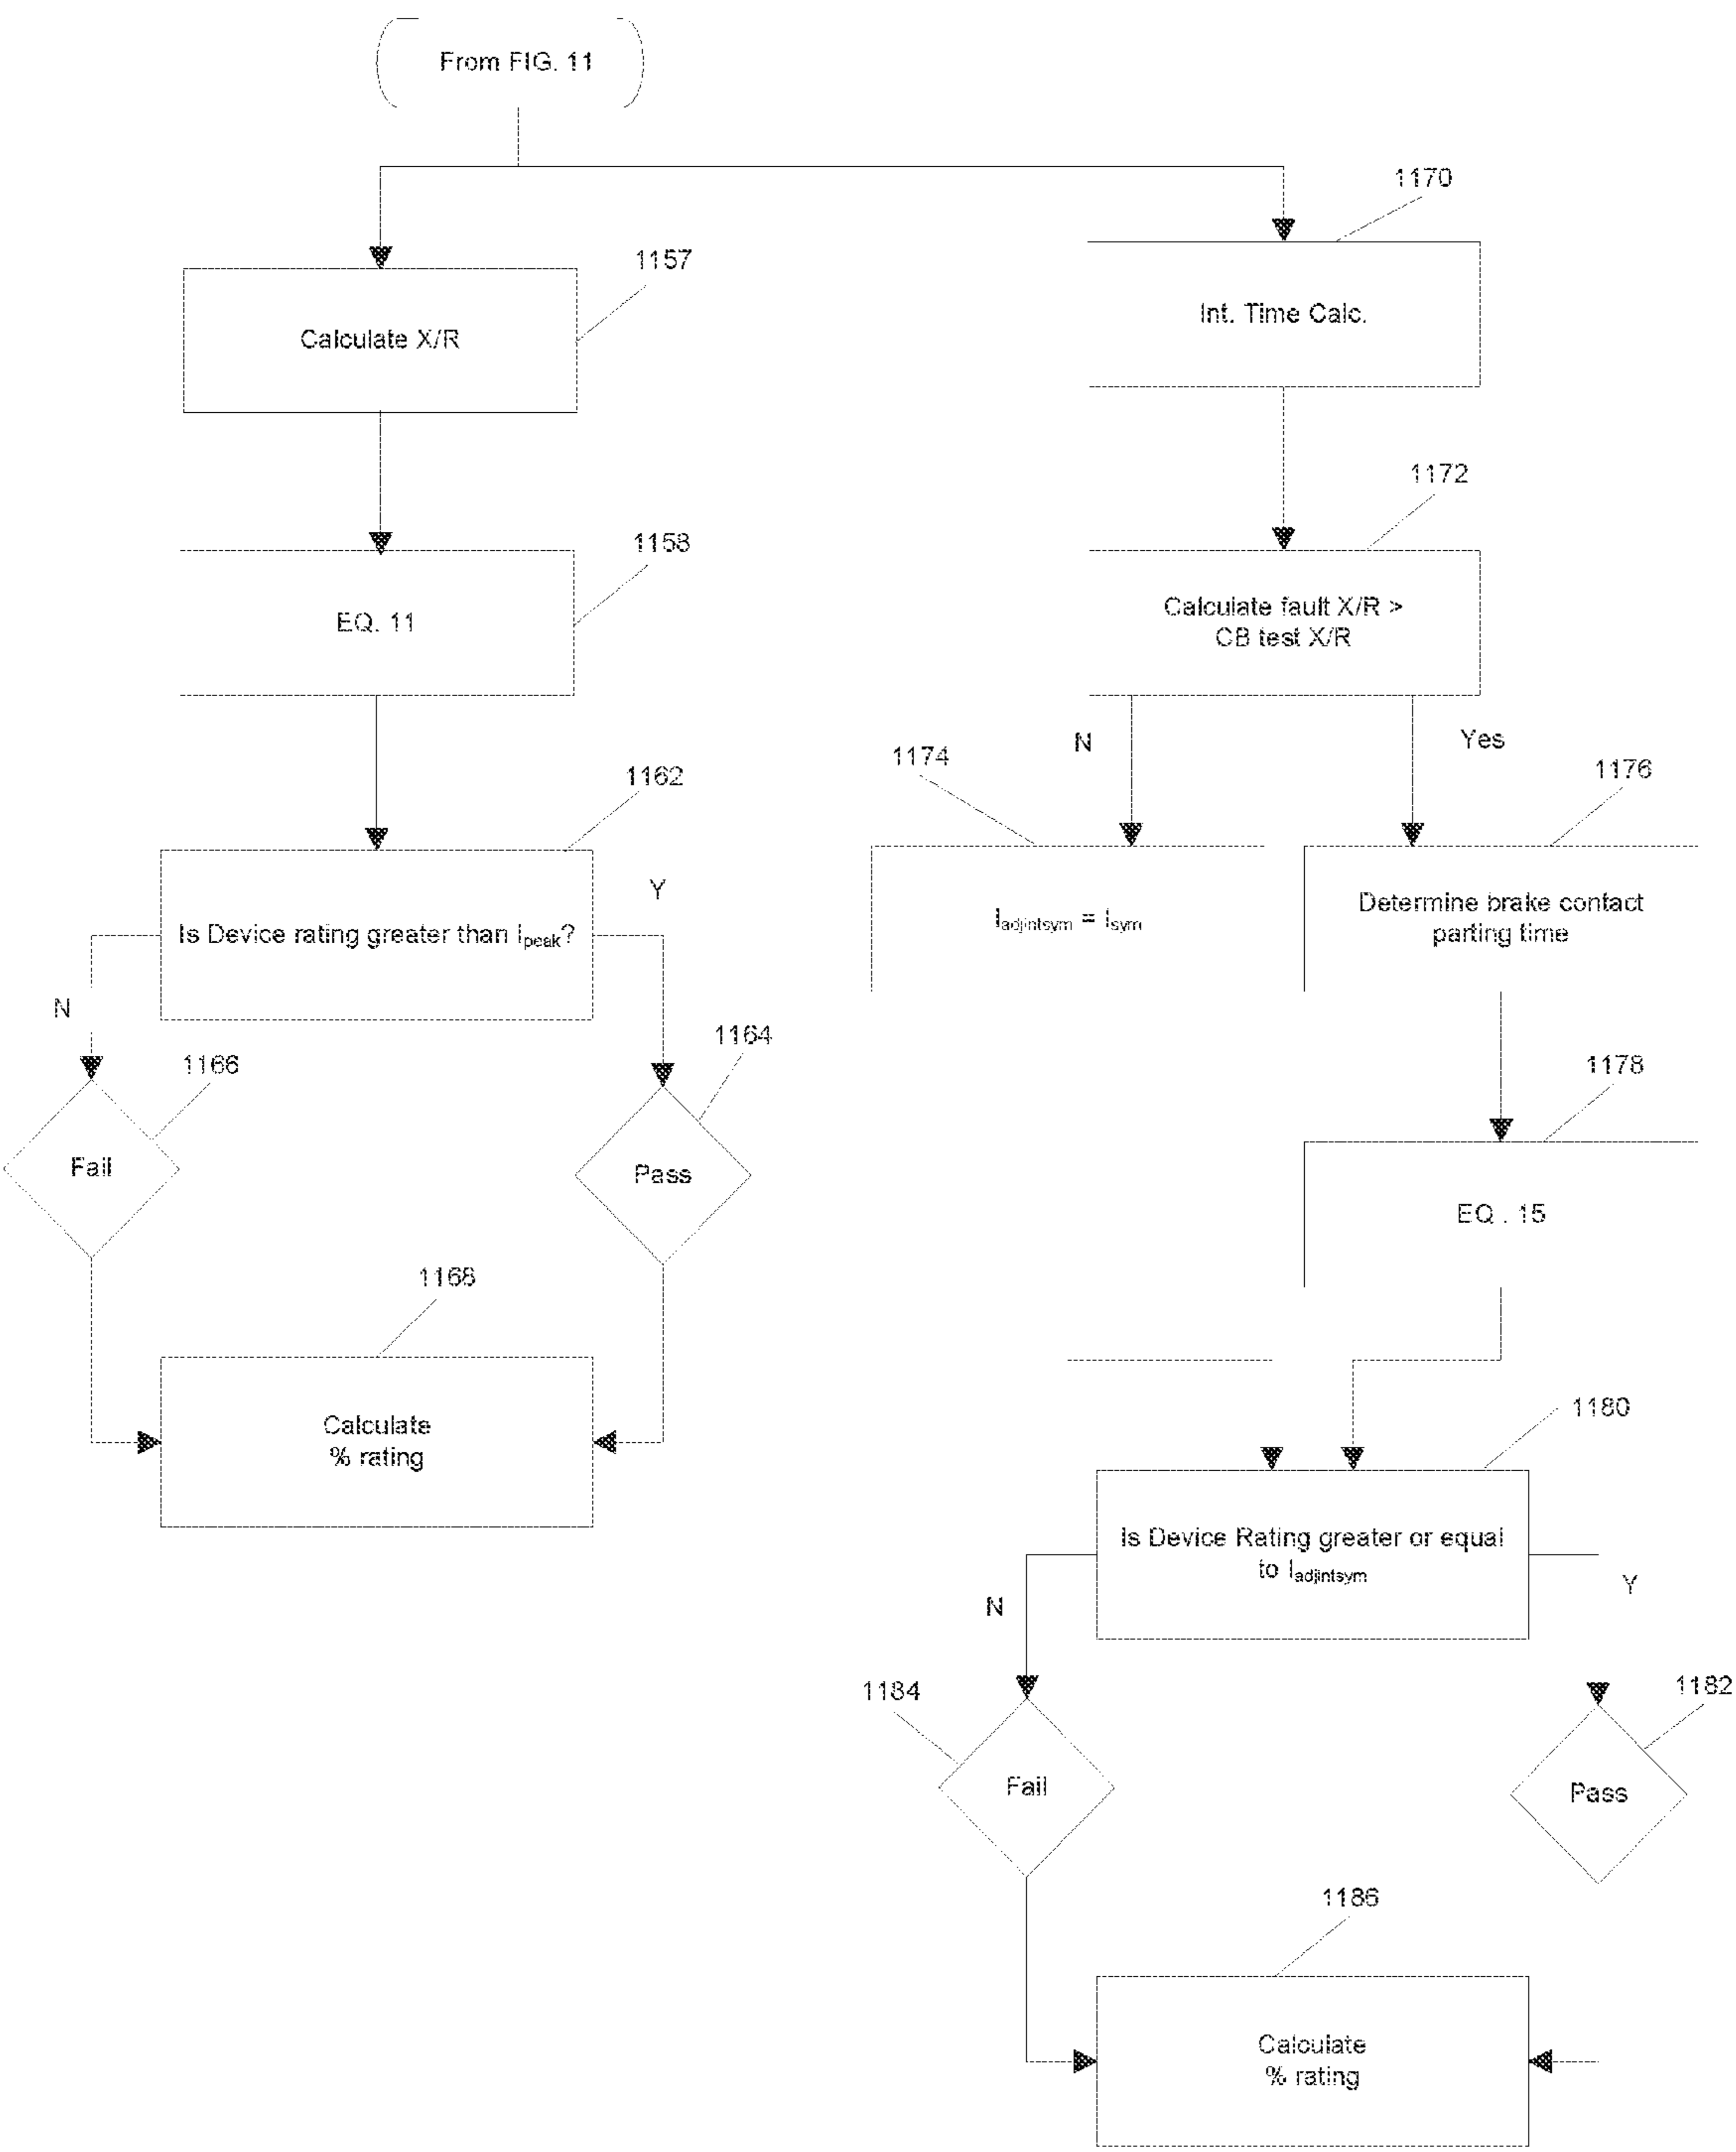 From FIG. 11
1170
1157
Int. Time Calc.
Calculate X/R
1172
1158
Calculate fault X/R >
CB test X/R
EQ. 11
N
Yes
1174
1176
1162
Y
Is Device rating greater than Ipeak?
Iadjintsym = Isym
Determine brake contact
parting time
N
1164
1166
1178
Fail
Pass
EQ . 15
1168
Calculate
% rating
1180
Is Device Rating greater or equal
to Iadjintsym
N
Y
1184
1182
Fail
Pass
1186
Calculate
% rating